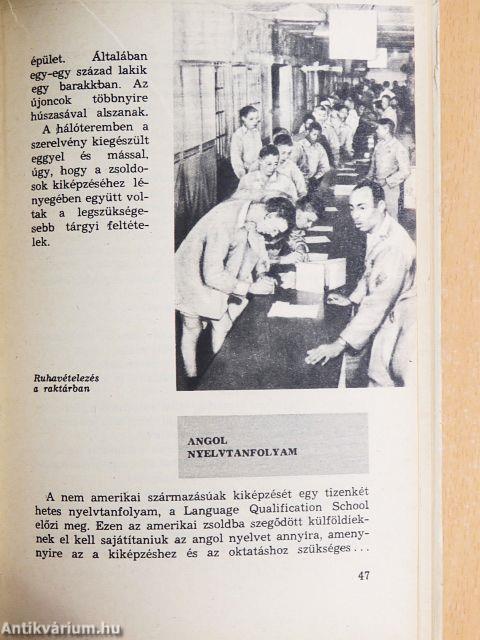 épület. Általában
egy-egy század lakik
egy barakkban. Az
újoncok többnyire
húszasával alszanak.
A hálóteremben a
szerelvény kiegészült
eggyel és mással,
úgy, hogy a zsoldo-
sok kiképzéséhez lé-
nyegében együtt vol-
tak a legszüksége-
sebb tárgyi feltéte-
lek.
Ruhavételezés
a raktárban
ANGOL
NYELVTANFOLYAM
A nem amerikai származásúak kiképzését egy tizenkét
hetes nyelvtanfolyam, a Language Qualification School
előzi meg. Ezen az amerikai zsoldba szegődött külföldiek-
nek el kell sajátítaniuk az angol nyelvet annyira, ameny-
nyire az a kiképzéshez és az oktatáshoz szükséges...
47
Antikvárium.hu